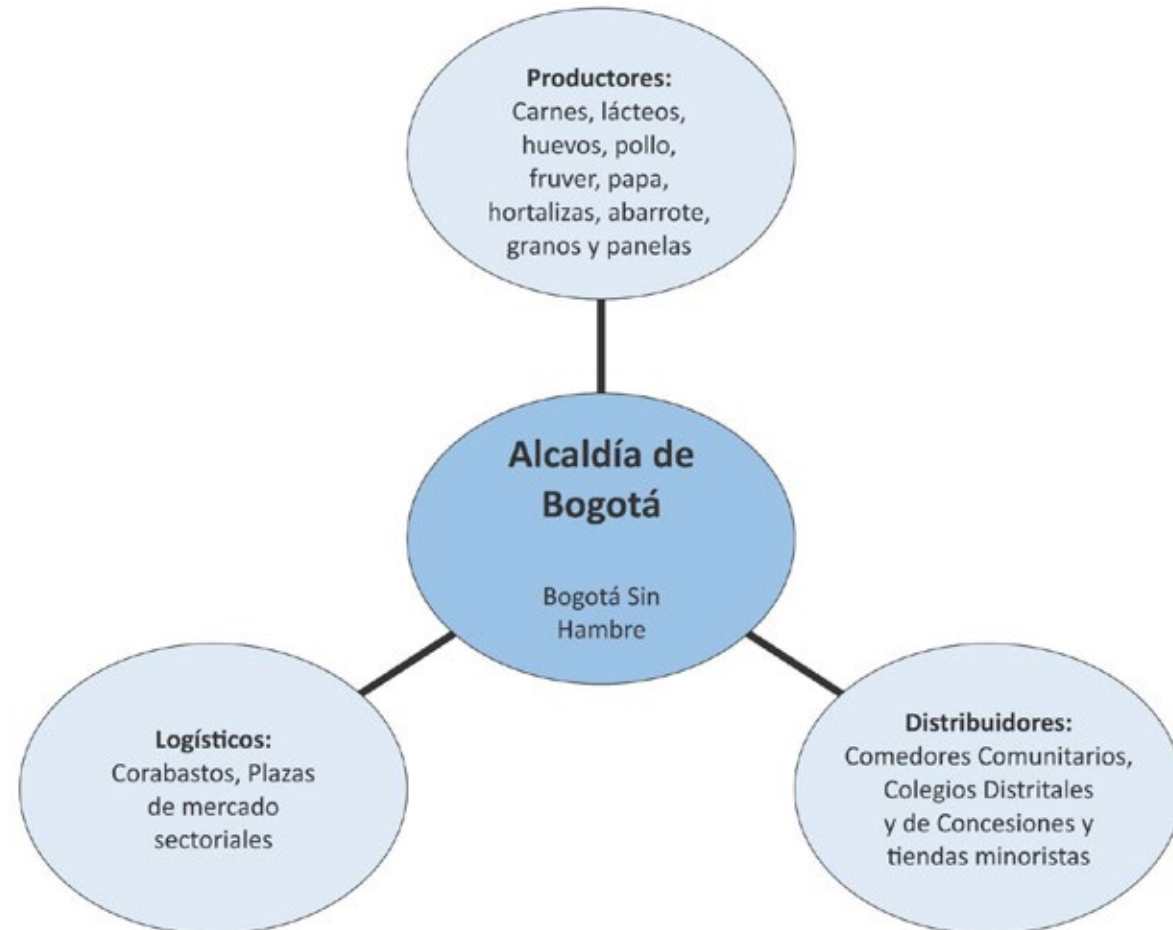 Productores:
Carnes, lácteos,
huevos, pollo,
fruver, papa,
hortalizas, abarrote,
granos y panelas
Alcaldía de
Bogotá
Bogotá Sin
Hambre
Logísticos:
Corabastos, Plazas
de mercado
sectoriales
Distribuidores:
Comedores Comunitarios,
Colegios Distritales
y de Concesiones y
tiendas minoristas